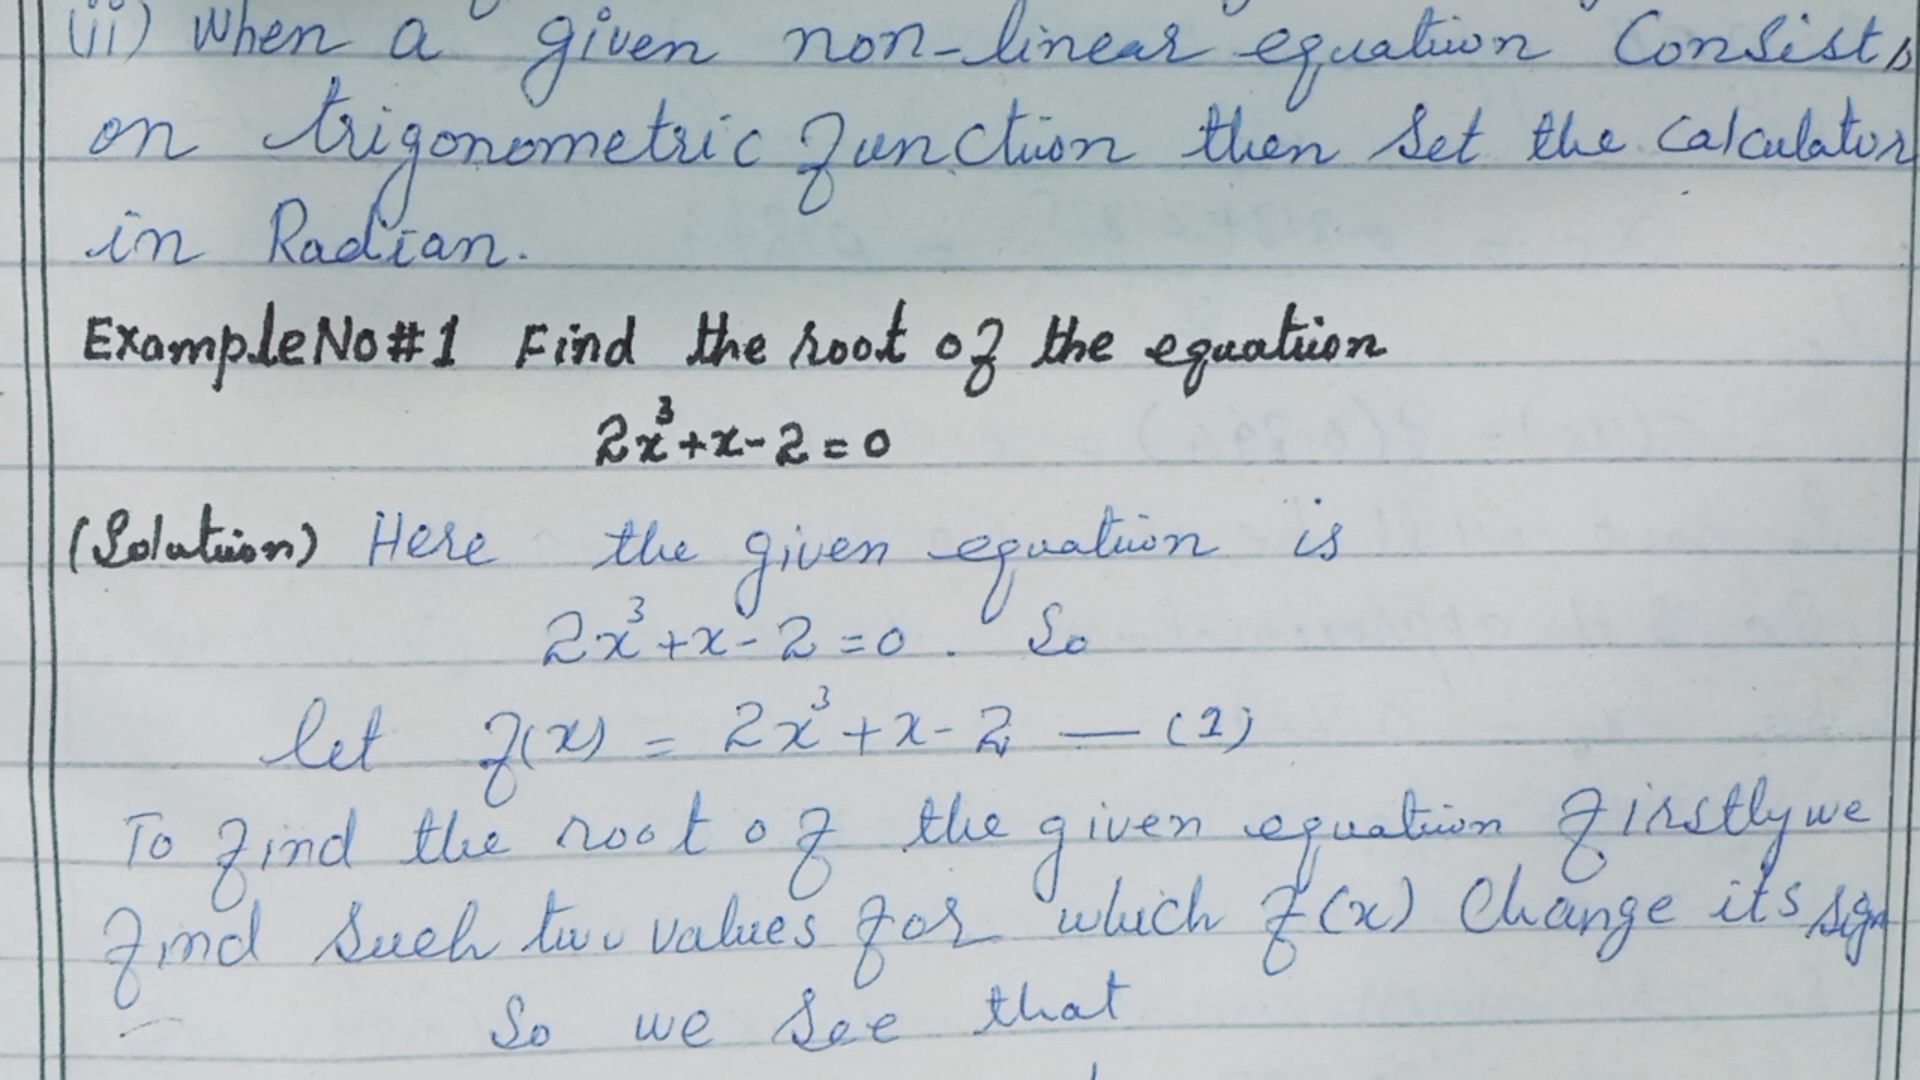 (ii) When a given non-linear equation Consists
on trigonometric function then Set the Calculator
in Radian.
Example No#1 Find the root of the equation
2x³+x-2=0
(Solution) Here the given equation is
2x³+x-2=0. So
let f(x) = 2x³+x-2 — (1)
To find the root of the given equation firstly we
find Such two values for which f(x) Change its sign
So we See that